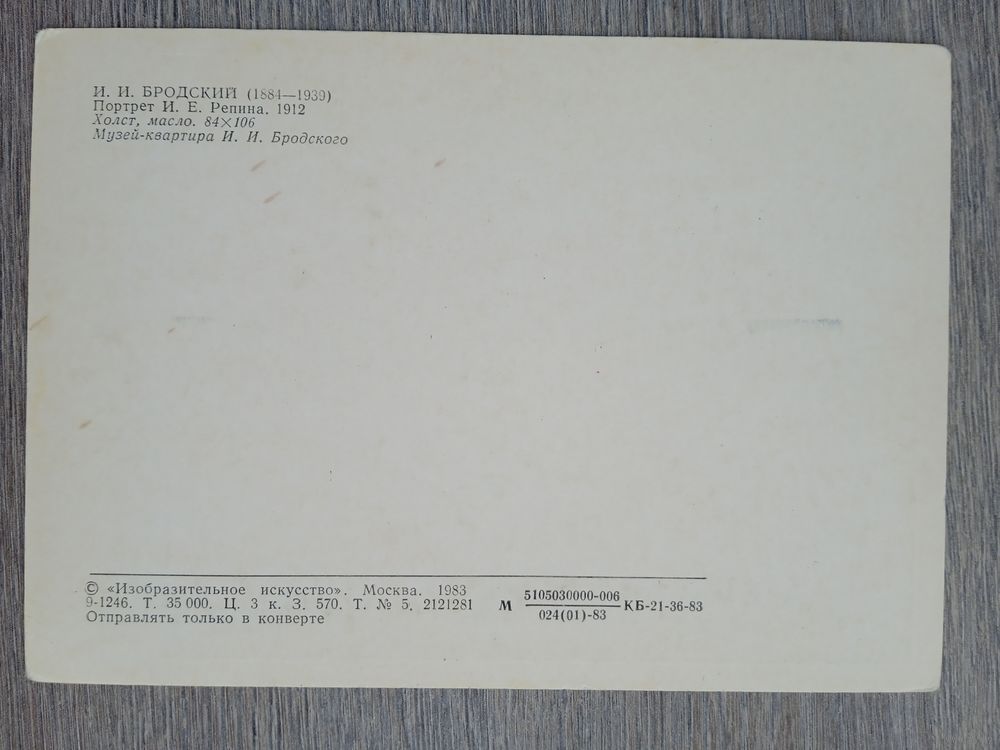 И. И. БРОДСКИЙ (1884—1939)
Портрет И. Е. Репина. 1912
Холст, масло. 84×106
Музей-квартира И. И. Бродского
© «Изобразительное искусство». Москва. 1983
9-1246. Т. 35 000. Ц. 3 к. З. 570. Т. № 5. 2121281
Отправлять только в конверте
М 5105030000-006
024(01)-83 КБ-21-36-83